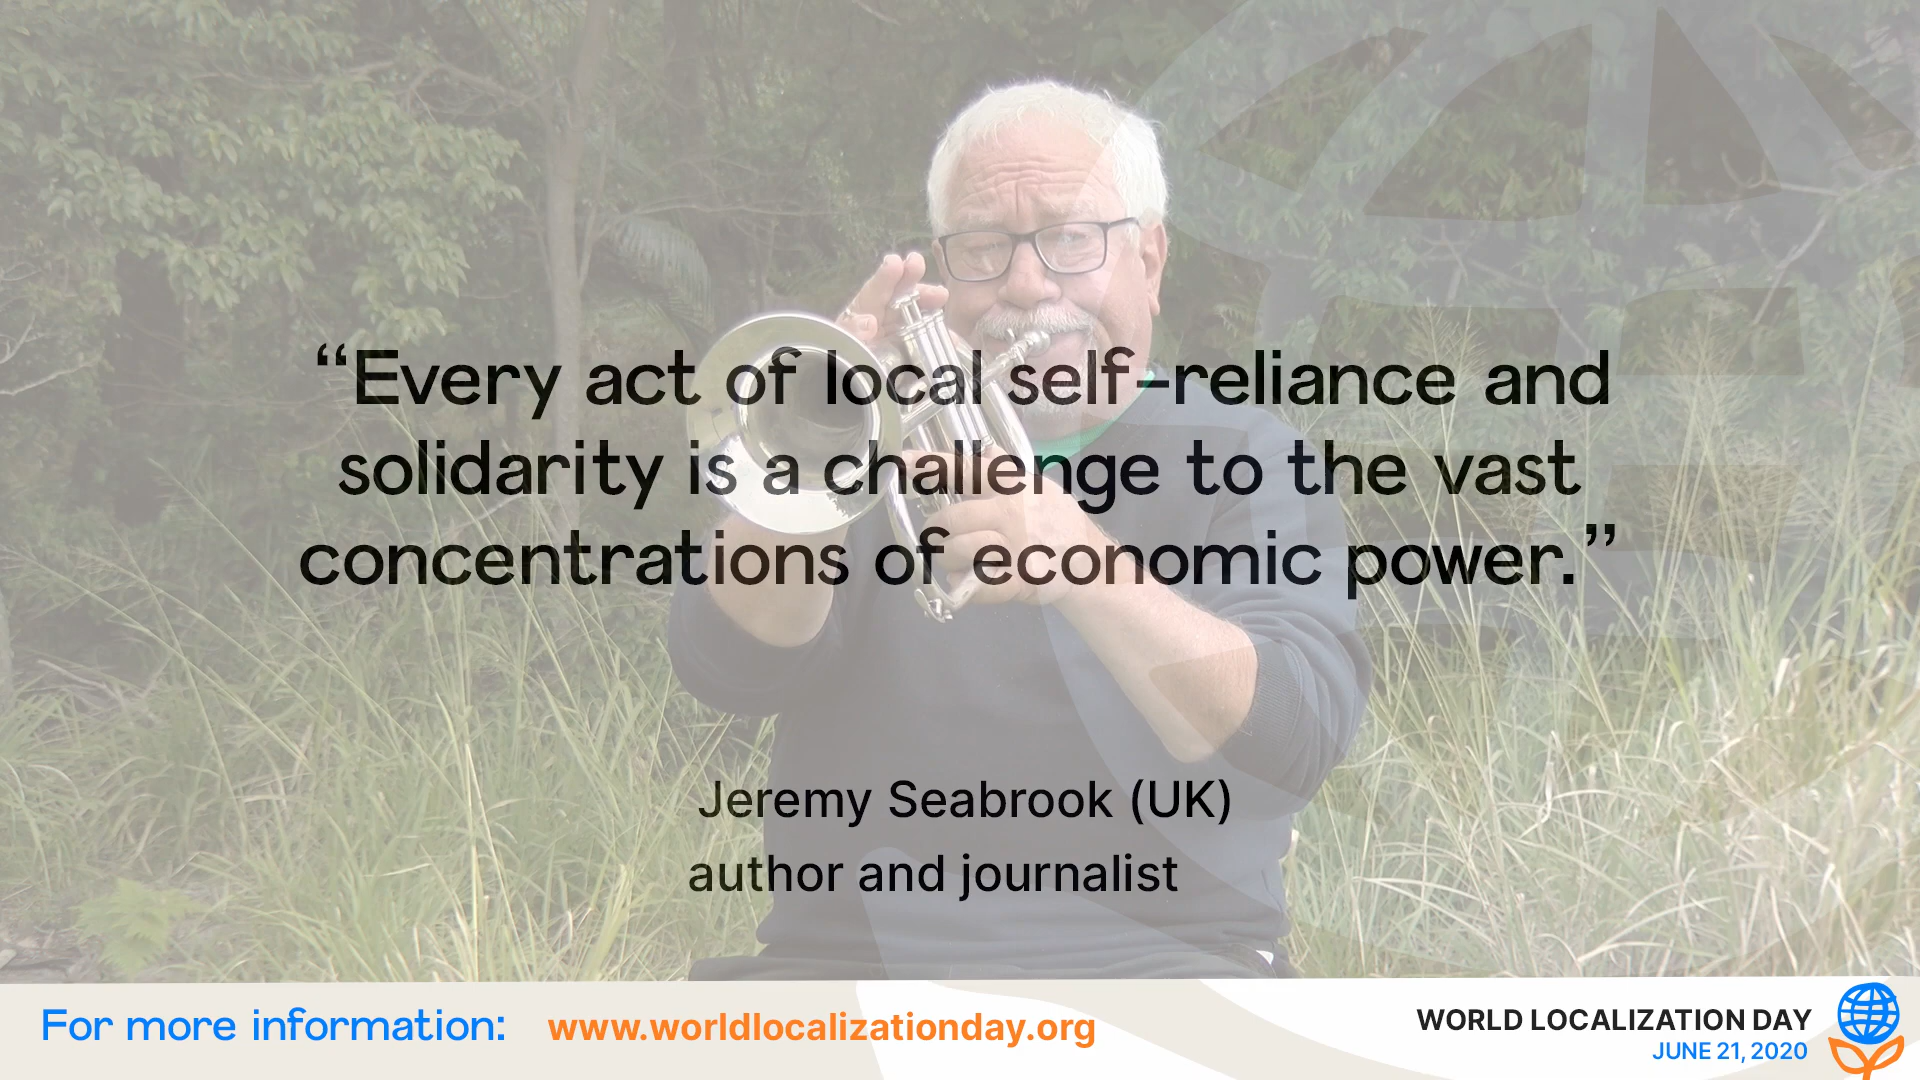 “Every act of local self-reliance and
solidarity is a challenge to the vast
concentrations of economic power.”
Jeremy Seabrook (UK)
author and journalist
For more information: www.worldlocalizationday.org
WORLD LOCALIZATION DAY
JUNE 21, 2020